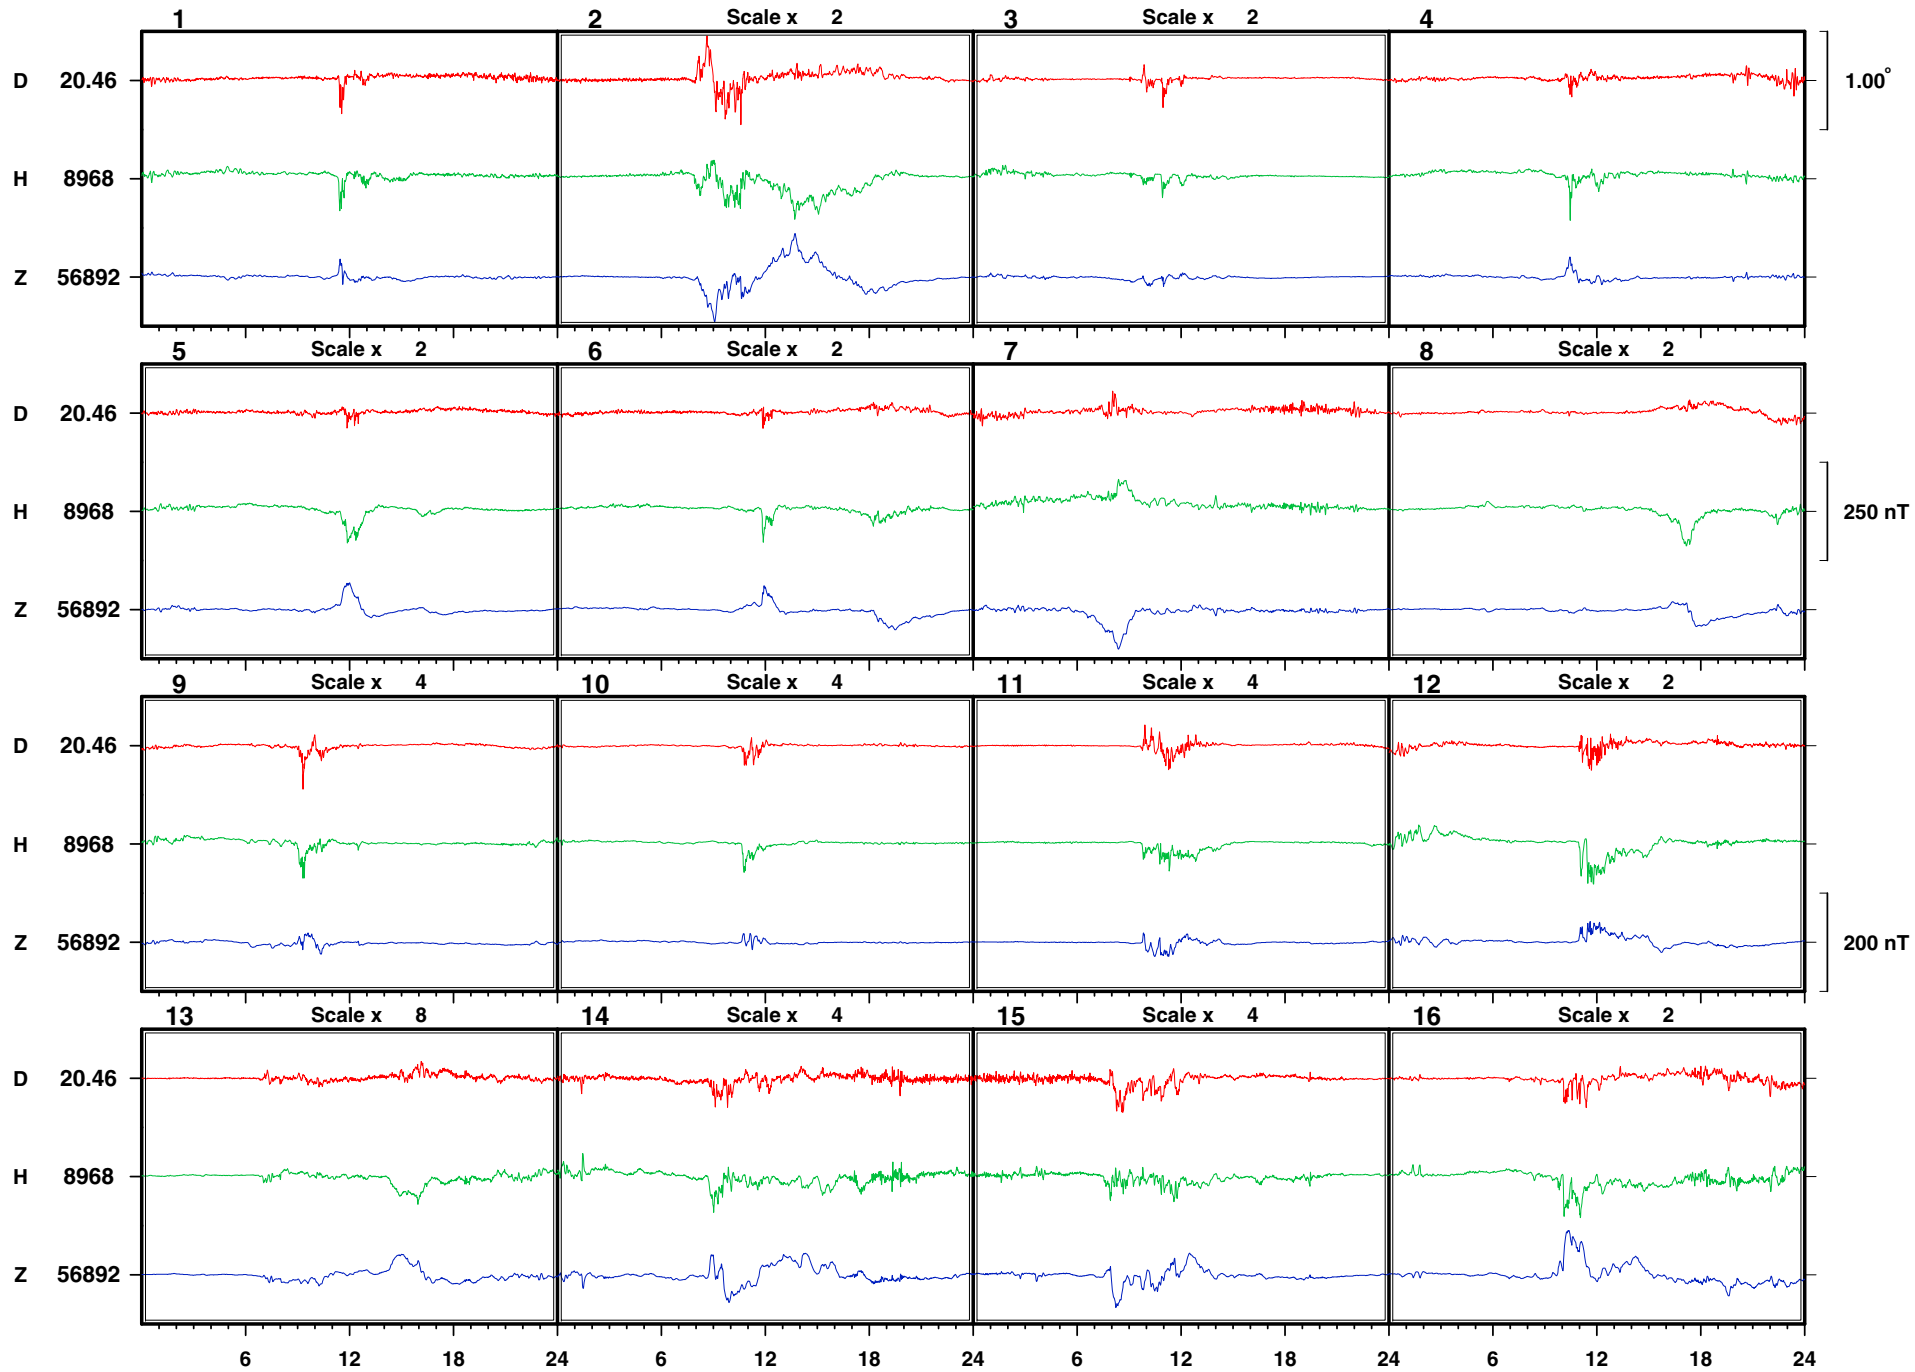 1 2 Scale x 2 3 Scale x 2 4
D 20.46 1.00°
H 8968
Z 56892
5 Scale x 2 6 Scale x 2 7 8 Scale x 2
D 20.46
H 8968 250 nT
Z 56892
9 Scale x 4 10 Scale x 4 11 Scale x 4 12 Scale x 2
D 20.46
H 8968
Z 56892 200 nT
13 Scale x 8 14 Scale x 4 15 Scale x 4 16 Scale x 2
D 20.46
H 8968
Z 56892
6 12 18 24 6 12 18 24 6 12 18 24 6 12 18 24